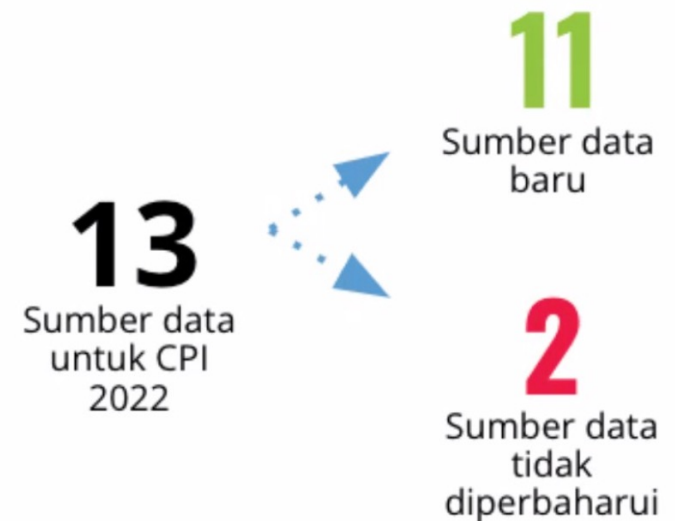 13
Sumber data
untuk CPI
2022
11
Sumber data
baru
2
Sumber data
tidak
diperbaharui